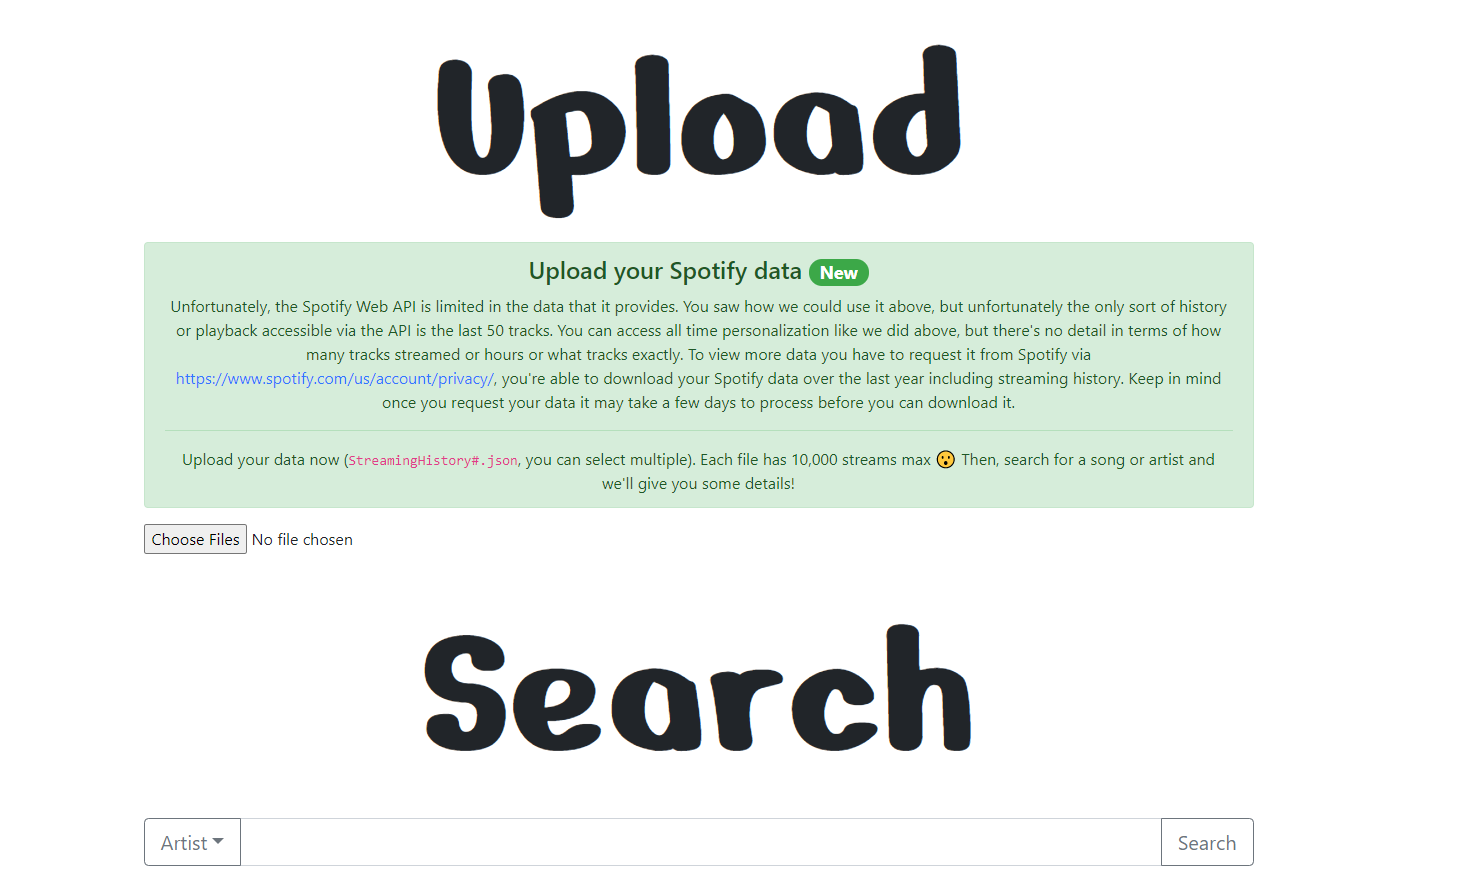 Upload
Upload your Spotify data New
Unfortunately, the Spotify Web API is limited in the data that it provides. You saw how we could use it above, but unfortunately the only sort of history
or playback accessible via the API is the last 50 tracks. You can access all time personalization like we did above, but there's no detail in terms of how
many tracks streamed or hours or what tracks exactly. To view more data you have to request it from Spotify via
https://www.spotify.com/us/account/privacy/, you're able to download your Spotify data over the last year including streaming history. Keep in mind
once you request your data it may take a few days to process before you can download it.
Upload your data now (StreamingHistory#.json, you can select multiple). Each file has 10,000 streams max 😮 Then, search for a song or artist and
we'll give you some details!
Choose Files No file chosen
Search
Artist Search